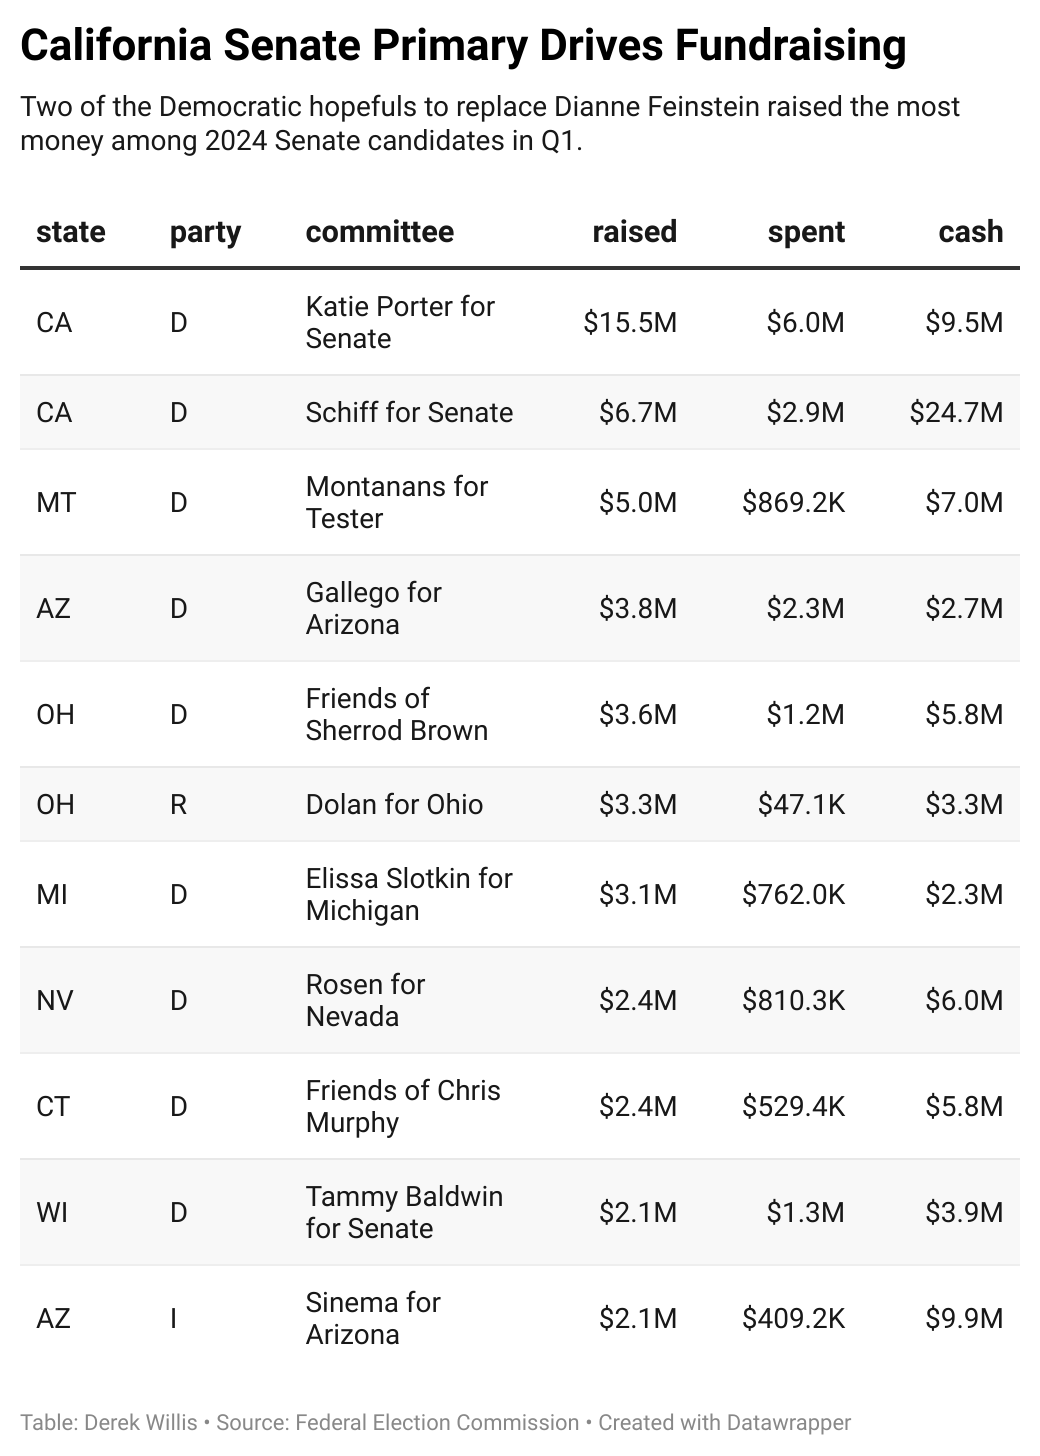 California Senate Primary Drives Fundraising
Two of the Democratic hopefuls to replace Dianne Feinstein raised the most
money among 2024 Senate candidates in Q1.
state party committee raised spent cash
CA D Katie Porter for Senate $15.5M $6.0M $9.5M
CA D Schiff for Senate $6.7M $2.9M $24.7M
MT D Montanans for Tester $5.0M $869.2K $7.0M
AZ D Gallego for Arizona $3.8M $2.3M $2.7M
OH D Friends of Sherrod Brown $3.6M $1.2M $5.8M
OH R Dolan for Ohio $3.3M $47.1K $3.3M
MI D Elissa Slotkin for Michigan $3.1M $762.0K $2.3M
NV D Rosen for Nevada $2.4M $810.3K $6.0M
CT D Friends of Chris Murphy $2.4M $529.4K $5.8M
WI D Tammy Baldwin for Senate $2.1M $1.3M $3.9M
AZ I Sinema for Arizona $2.1M $409.2K $9.9M
Table: Derek Willis • Source: Federal Election Commission • Created with Datawrapper